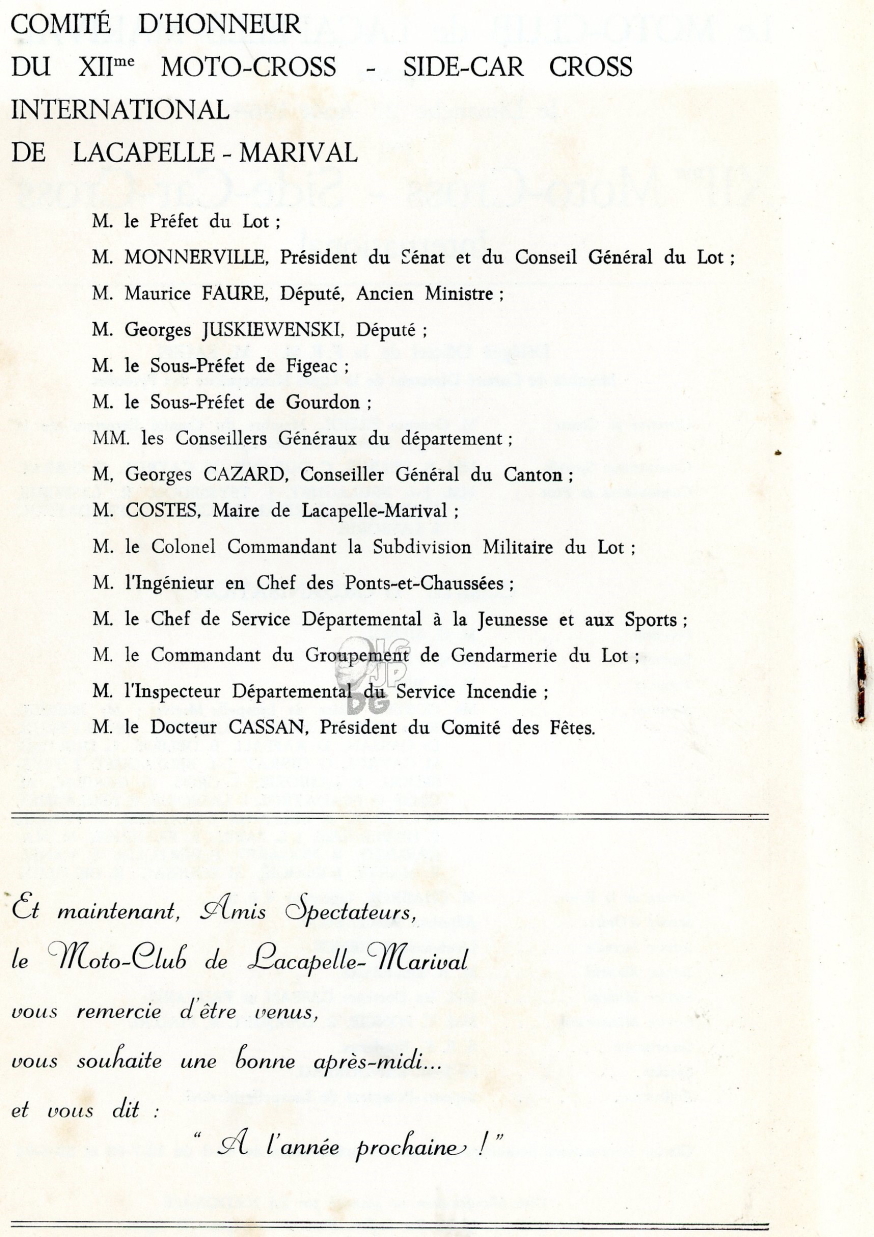 COMITÉ D'HONNEUR
DU XIIme MOTO-CROSS - SIDE-CAR CROSS
INTERNATIONAL
DE LACAPELLE - MARIVAL
M. le Préfet du Lot ;
M. MONNERVILLE, Président du Sénat et du Conseil Général du Lot ;
M. Maurice FAURE, Député, Ancien Ministre ;
M. Georges JUSKIEWENSKI, Député ;
M. le Sous-Préfet de Figeac ;
M. le Sous-Préfet de Gourdon ;
MM. les Conseillers Généraux du département ;
M, Georges CAZARD, Conseiller Général du Canton ;
M. COSTES, Maire de Lacapelle-Marival ;
M. le Colonel Commandant la Subdivision Militaire du Lot ;
M. l'Ingénieur en Chef des Ponts-et-Chaussées ;
M. le Chef de Service Départemental à la Jeunesse et aux Sports ;
M. le Commandant du Groupement de Gendarmerie du Lot ;
M. l'Inspecteur Départemental du Service Incendie ;
M. le Docteur CASSAN, Président du Comité des Fêtes.
Et maintenant, Amis Spectateurs,
le Moto-Club de Lacapelle-Marival
vous remercie d'être venus,
vous souhaite une bonne après-midi...
et vous dit :
“ A l'année prochaine ! ”